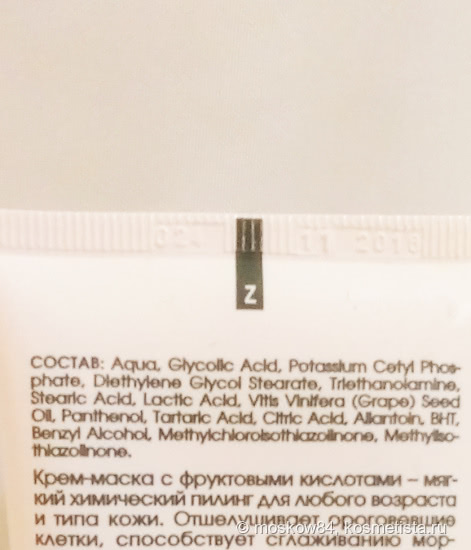 02. 11 2018
Z
СОСТАВ: Aqua, Glycolic Acid, Potassium Cetyl Phos-
phate, Diethylene Glycol Stearate, Triethanolamine,
Stearic Acid, Lactic Acid, Vitis Vinifera (Grape) Seed
Oil, Panthenol, Tartaric Acid, Citric Acid, Allantoin, BHT,
Benzyl Alcohol, Methylchloroisothiazolinone, Methyliso-
thiazolinone.
Крем-маска с фруктовыми кислотами – мяг-
кий химический пилинг для любого возраста
и типа кожи. Отшелушивает ороговевшие
клетки, способствует сглаживанию мор-
© moskow84, kosmetista.ru